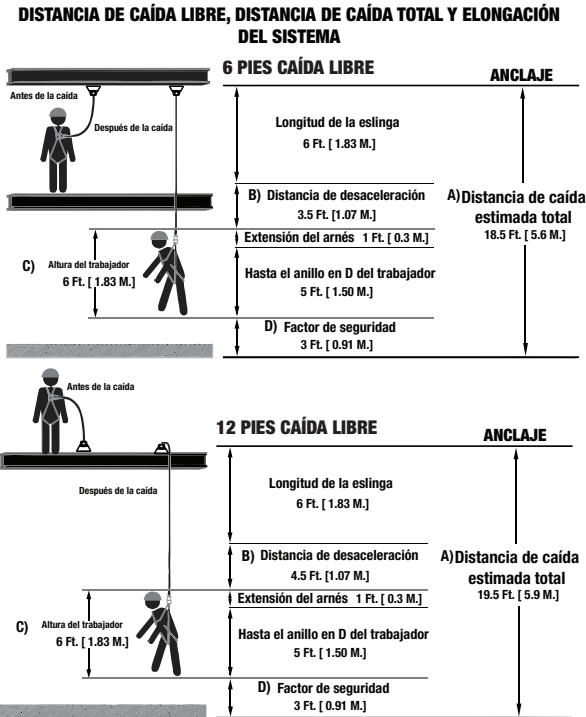 DISTANCIA DE CAÍDA LIBRE, DISTANCIA DE CAÍDA TOTAL Y ELONGACIÓN
DEL SISTEMA
6 PIES CAÍDA LIBRE
ANCLAJE
Antes de la caída
Después de la caída
Longitud de la eslinga
6 Ft. [ 1.83 M.]
B) Distancia de desaceleración
3.5 Ft. [1.07 M.]
A)Distancia de caída
estimada total
18.5 Ft. [ 5.6 M.]
Extensión del arnés 1 Ft. [ 0.3 M.]
C) Altura del trabajador
6 Ft. [ 1.83 M.]
Hasta el anillo en D del trabajador
5 Ft. [ 1.50 M.]
D) Factor de seguridad
3 Ft. [ 0.91 M.]
Antes de la caída
12 PIES CAÍDA LIBRE
ANCLAJE
Después de la caída
Longitud de la eslinga
6 Ft. [ 1.83 M.]
B) Distancia de desaceleración
4.5 Ft. [1.07 M.]
A)Distancia de caída
estimada total
19.5 Ft. [ 5.9 M.]
Extensión del arnés 1 Ft. [ 0.3 M.]
C) Altura del trabajador
6 Ft. [ 1.83 M.]
Hasta el anillo en D del trabajador
5 Ft. [ 1.50 M.]
D) Factor de seguridad
3 Ft. [ 0.91 M.]